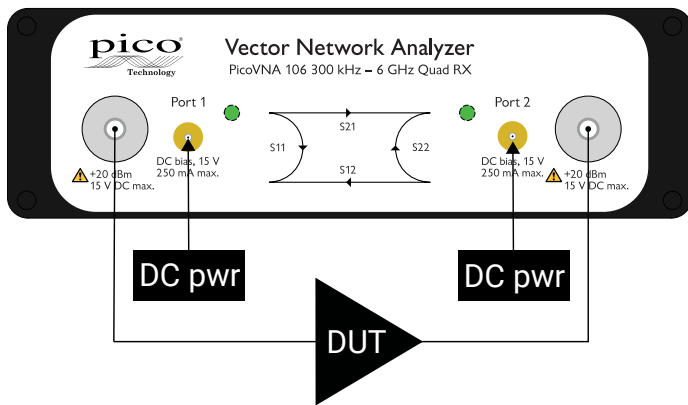 pico
Technology
Vector Network Analyzer
PicoVNA 106 300 kHz – 6 GHz Quad RX
Port 1
Port 2
S21
S11
S22
S12
+20 dBm
15 V DC max.
DC bias, 15 V
250 mA max.
DC bias, 15 V
250 mA max.
+20 dBm
15 V DC max.
DC pwr
DC pwr
DUT